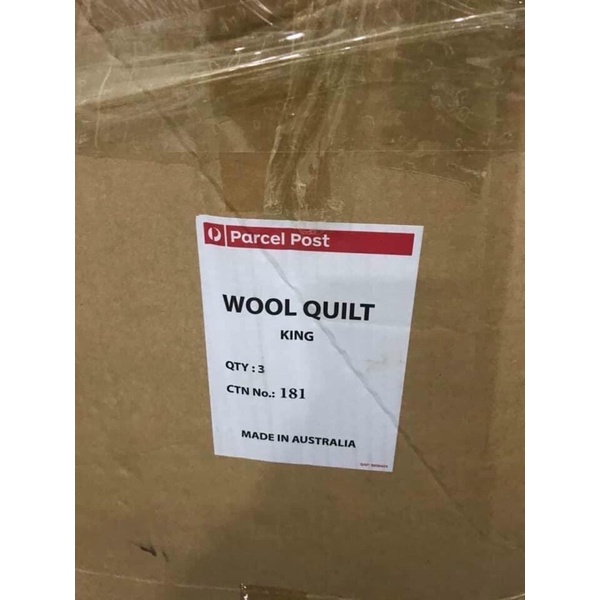 Parcel Post
WOOL QUILT
KING
QTY : 3
CTN No.: 181
MADE IN AUSTRALIA